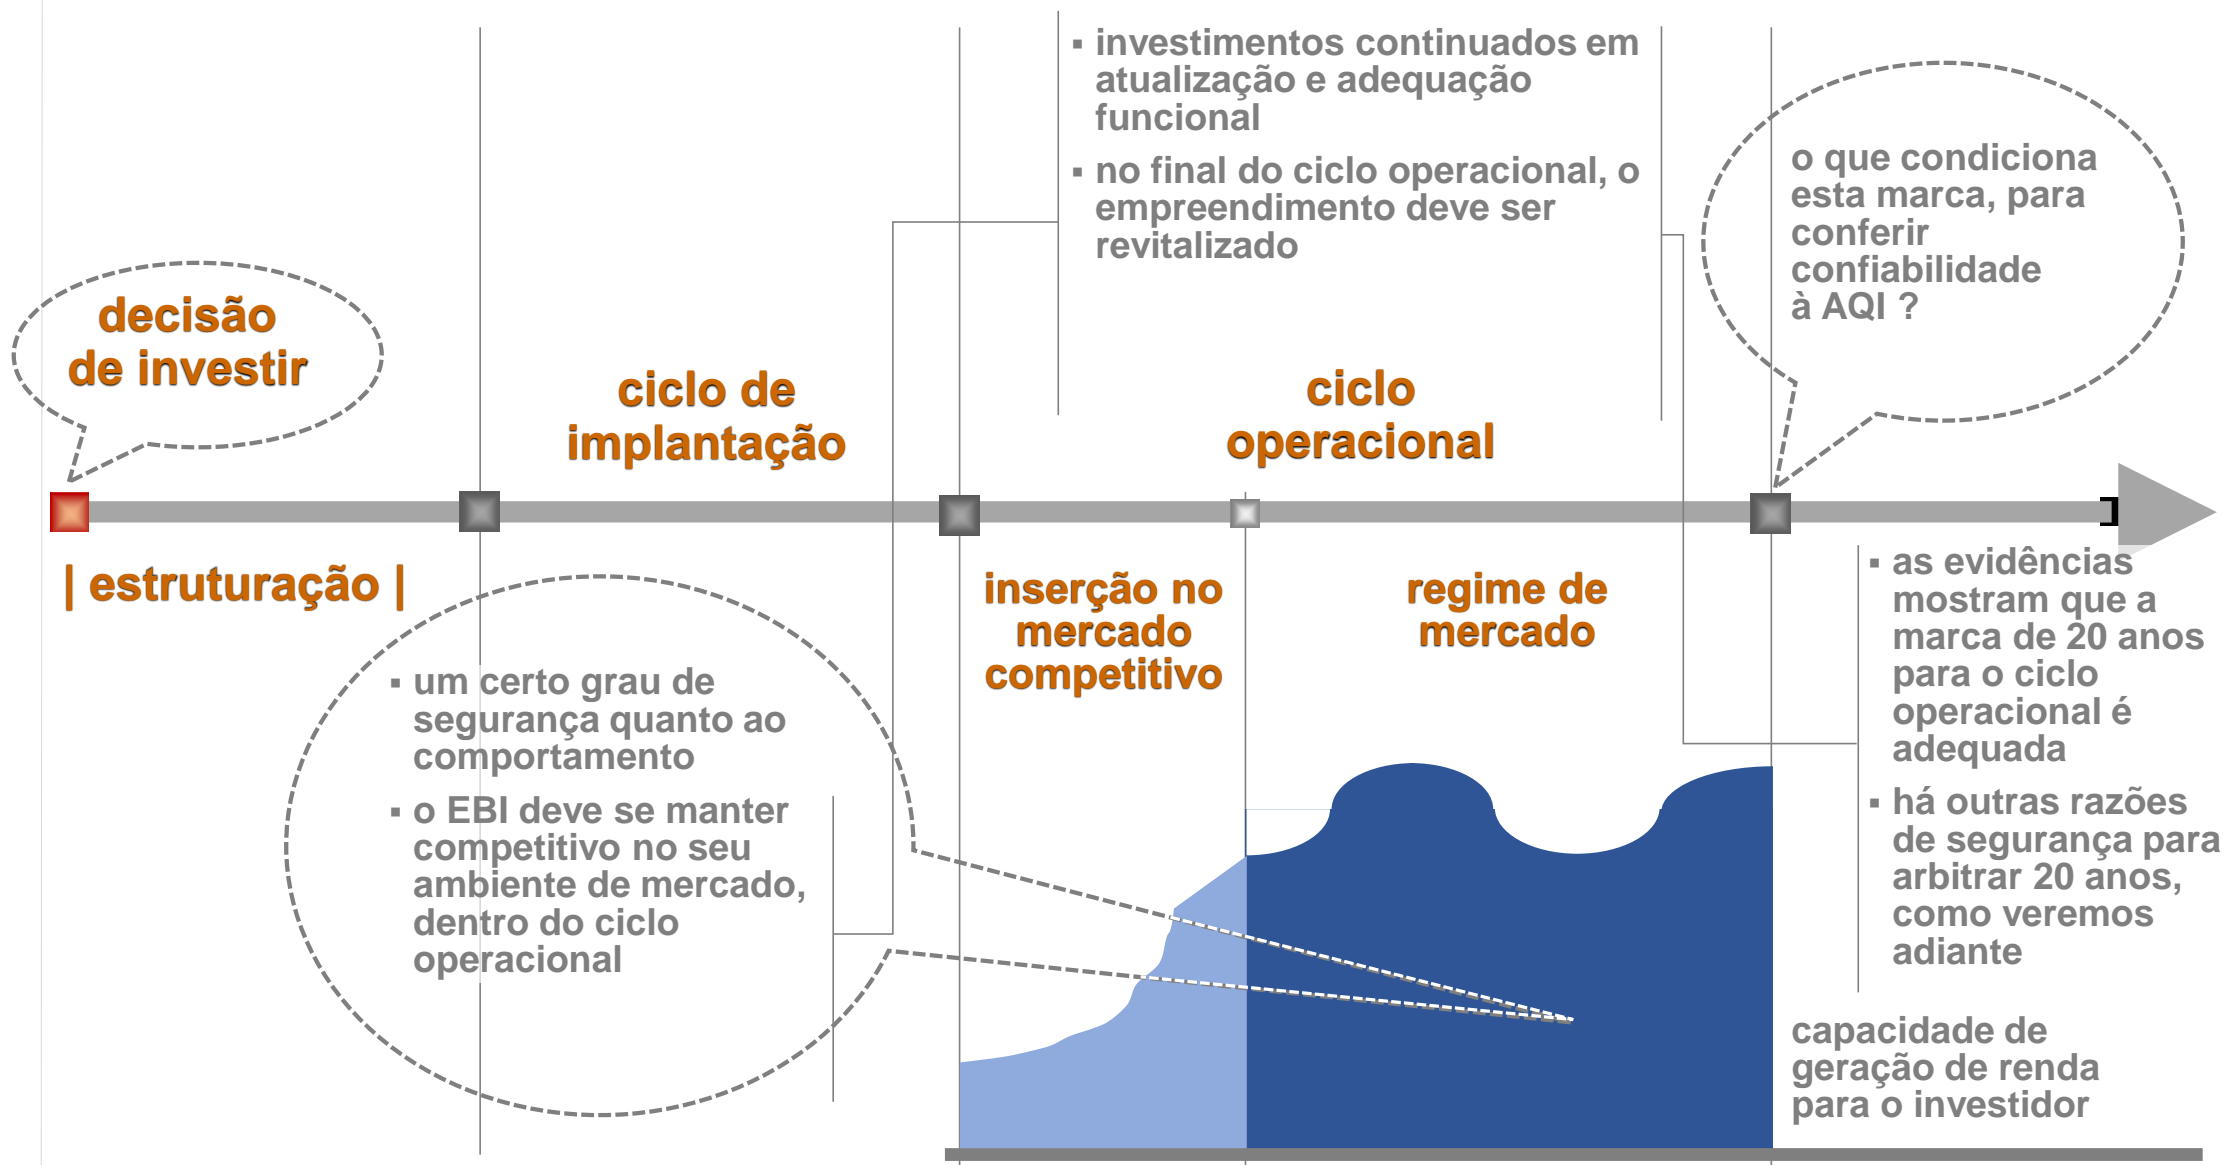 ▪ investimentos continuados em
atualização e adequação
funcional
▪ no final do ciclo operacional, o
empreendimento deve ser
revitalizado
o que condiciona
esta marca, para
conferir
confiabilidade
à AQI ?
decisão
de investir
ciclo de
implantação
ciclo
operacional
| estruturação |
inserção no
mercado
competitivo
regime de
mercado
▪ um certo grau de
segurança quanto ao
comportamento
▪ o EBI deve se manter
competitivo no seu
ambiente de mercado,
dentro do ciclo
operacional
▪ as evidências
mostram que a
marca de 20 anos
para o ciclo
operacional é
adequada
▪ há outras razões
de segurança para
arbitrar 20 anos,
como veremos
adiante
capacidade de
geração de renda
para o investidor